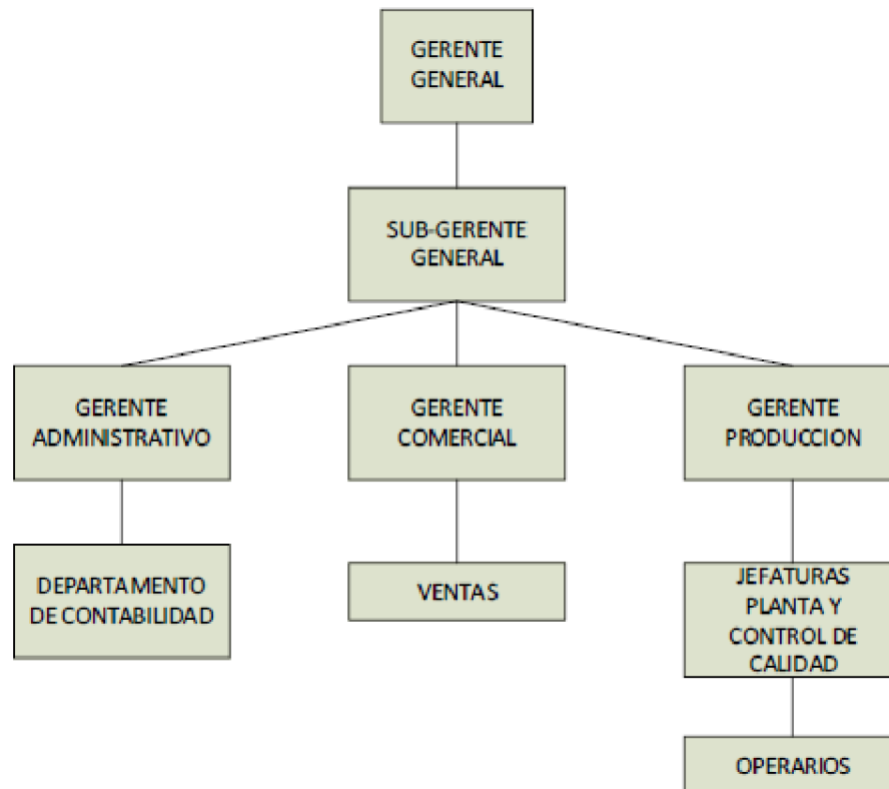 GERENTE
GENERAL
SUB-GERENTE
GENERAL
GERENTE
ADMINISTRATIVO
GERENTE
COMERCIAL
GERENTE
PRODUCCION
DEPARTAMENTO
DE CONTABILIDAD
VENTAS
JEFATURAS
PLANTA Y
CONTROL DE
CALIDAD
OPERARIOS